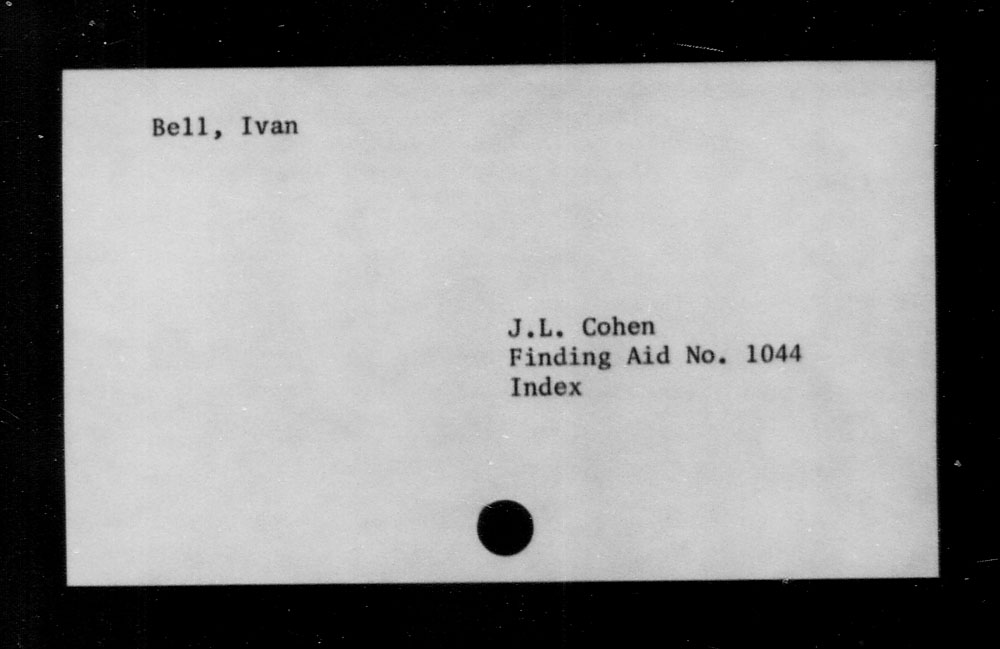 Bell, Ivan
J.L. Cohen
Finding Aid No. 1044
Index